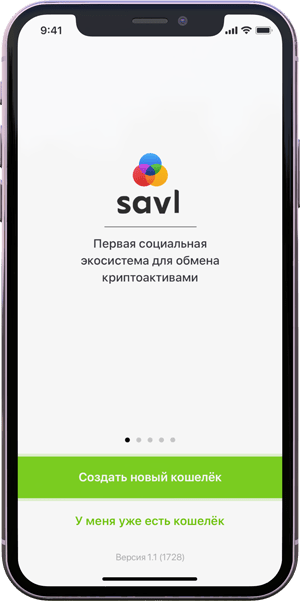 9:41
savl
Первая социальная
экосистема для обмена
криптоактивами
Создать новый кошелёк
У меня уже есть кошелёк
Версия 1.1 (1728)